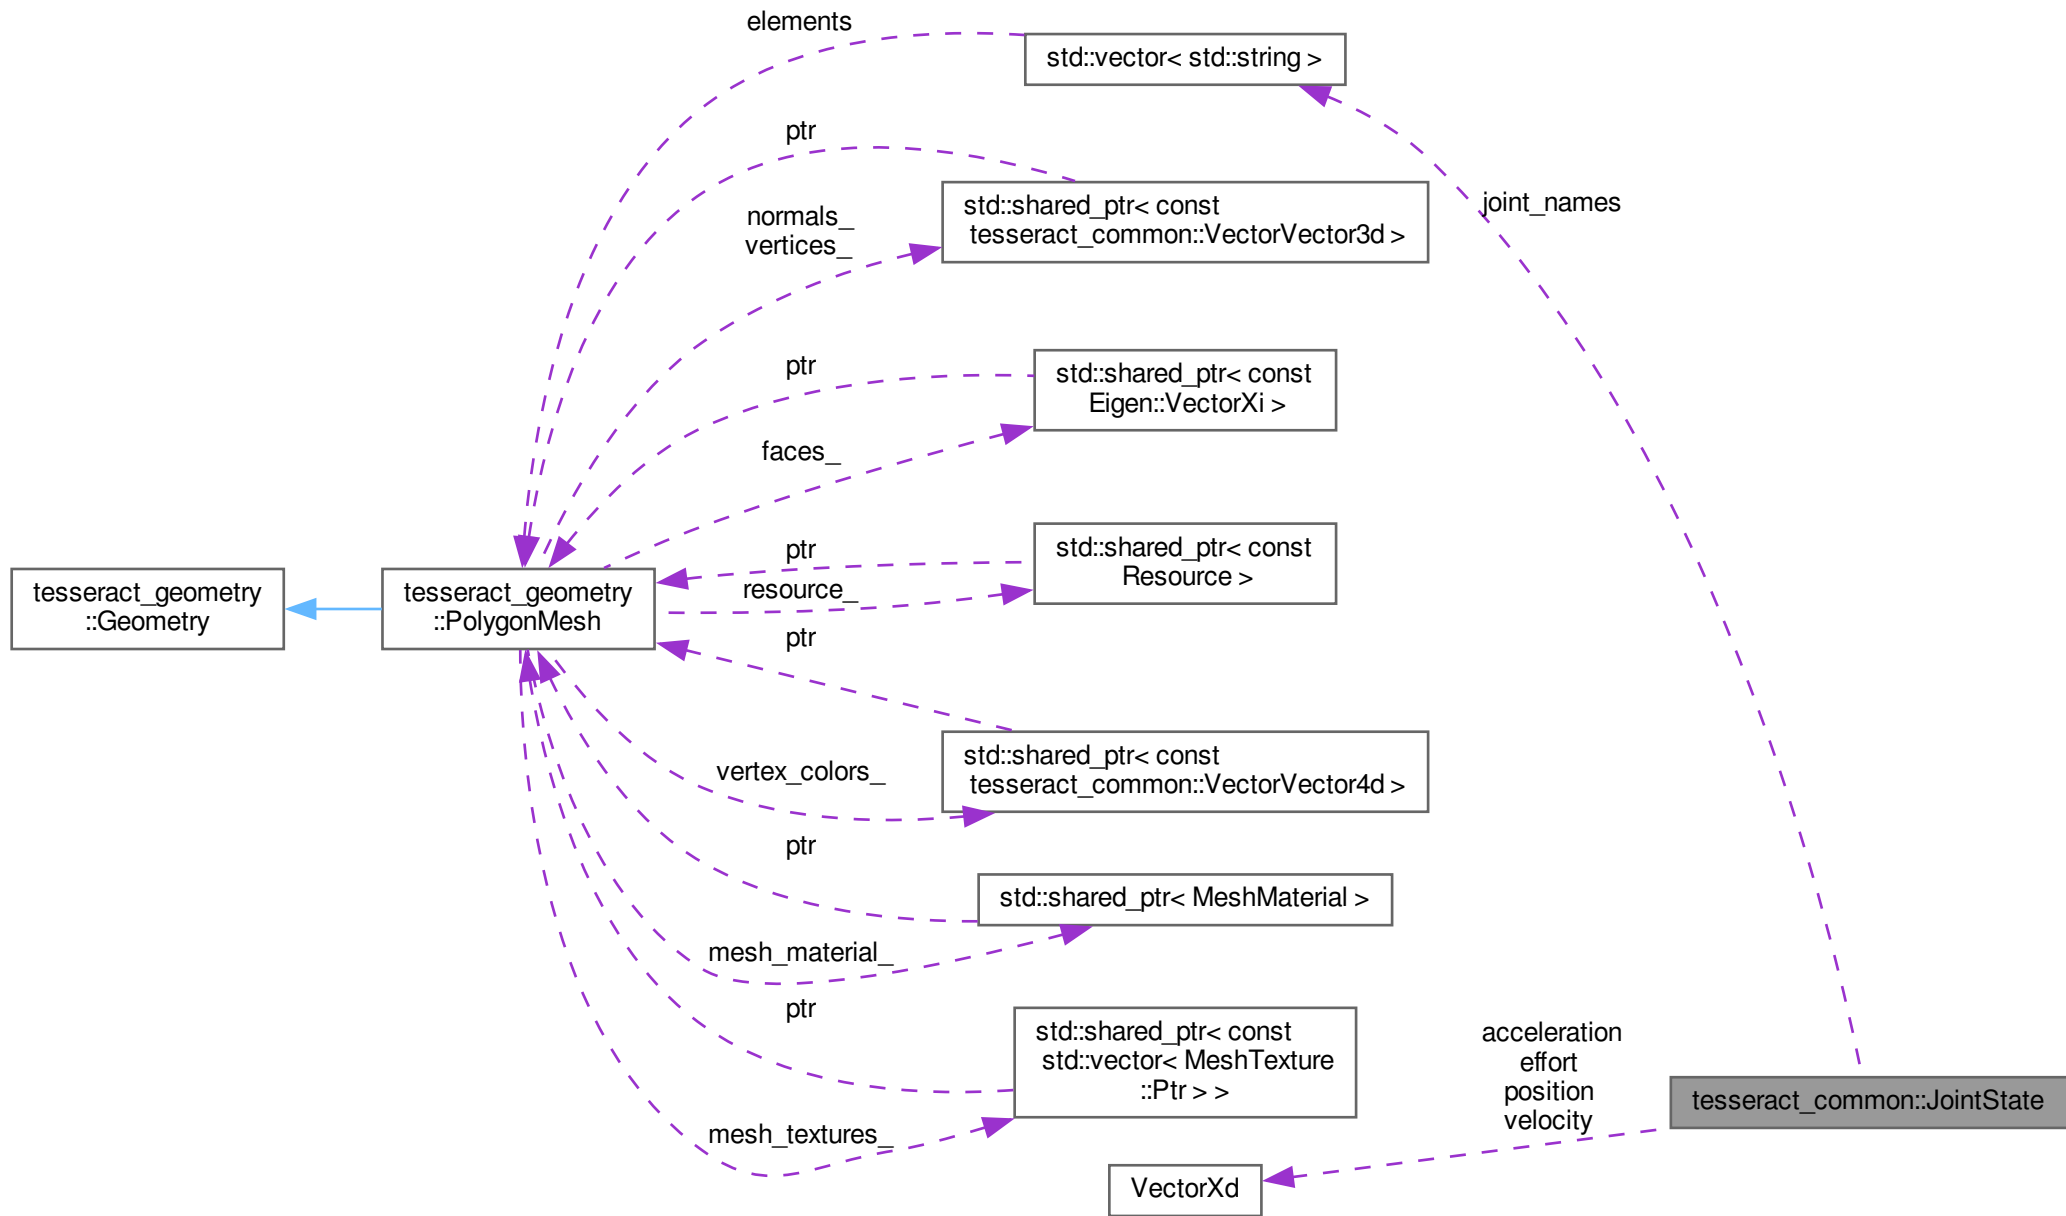 elements
std::vector< std::string >
ptr
std::shared_ptr< const
tesseract_common::VectorVector3d >
normals_
vertices_
joint_names
ptr
std::shared_ptr< const
Eigen::VectorXi >
faces_
ptr
std::shared_ptr< const
Resource >
resource_
tesseract_geometry
::Geometry
tesseract_geometry
::PolygonMesh
ptr
std::shared_ptr< const
tesseract_common::VectorVector4d >
vertex_colors_
ptr
std::shared_ptr< MeshMaterial >
mesh_material_
ptr
std::shared_ptr< const
std::vector< MeshTexture
::Ptr > >
mesh_textures_
acceleration
effort
position
velocity
tesseract_common::JointState
VectorXd